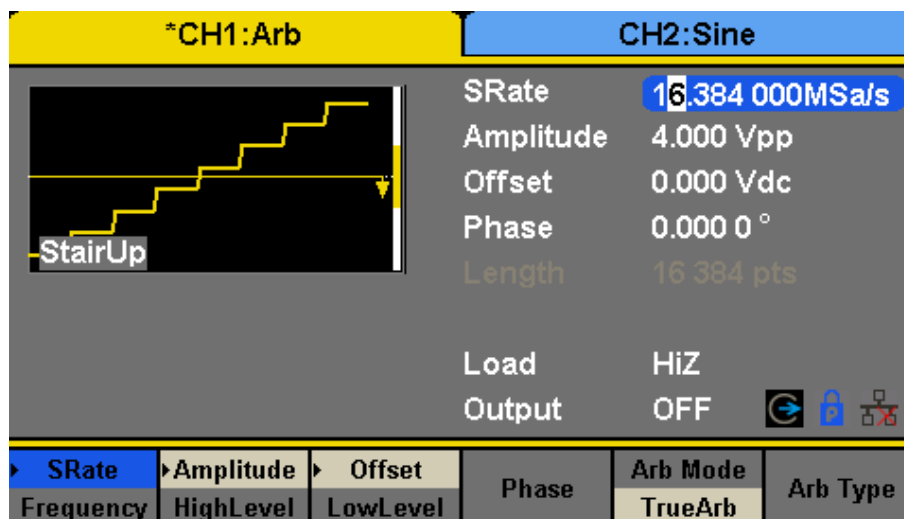 *CH1:Arb
CH2:Sine
SRate 16.384 000MSa/s
Amplitude 4.000 Vpp
Offset 0.000 Vdc
Phase 0.000 0 °
StairUp
Length 16 384 pts
Load HiZ
Output OFF
P
SRate Amplitude Offset Phase Arb Mode Arb Type
Frequency HighLevel LowLevel TrueArb